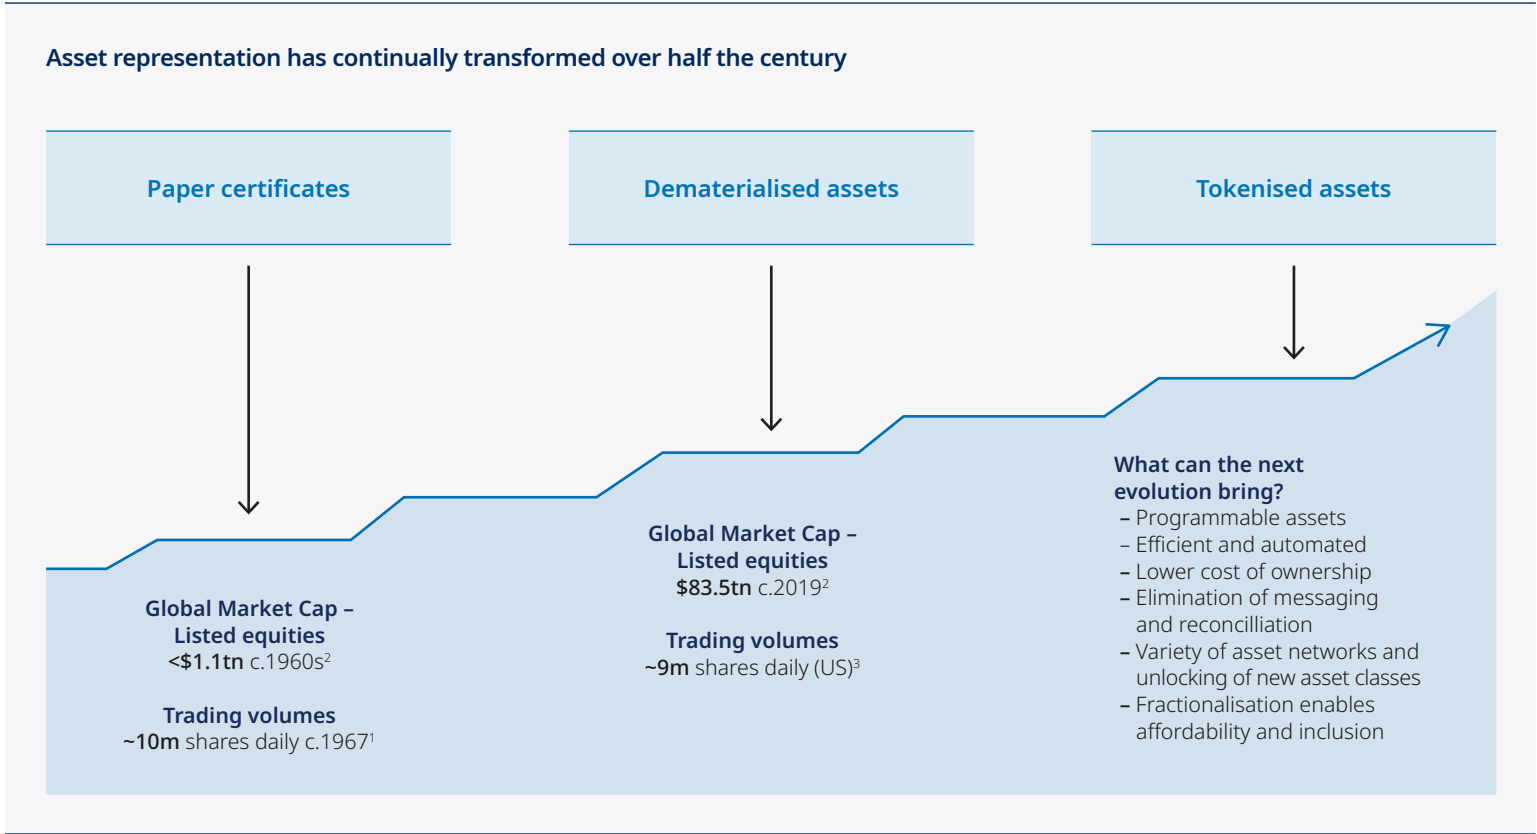 Asset representation has continually transformed over half the century
Paper certificates
Dematerialised assets
Tokenised assets
Global Market Cap –
Listed equities
<$1.1tn c.1960s²
Trading volumes
~10m shares daily c.1967¹
Global Market Cap –
Listed equities
$83.5tn c.2019²
Trading volumes
~9m shares daily (US)³
What can the next
evolution bring?
– Programmable assets
– Efficient and automated
– Lower cost of ownership
– Elimination of messaging
and reconcilliation
– Variety of asset networks and
unlocking of new asset classes
– Fractionalisation enables
affordability and inclusion